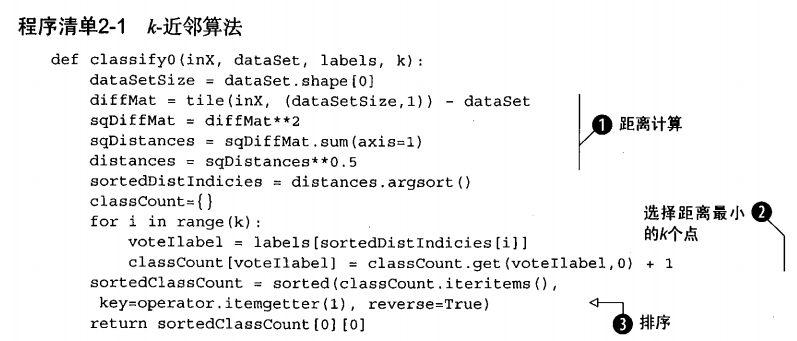 程序清单2-1 k-近邻算法
def classify0(inX, dataSet, labels, k):
    dataSetSize = dataSet.shape[0]
    diffMat = tile(inX, (dataSetSize,1)) - dataSet
    sqDiffMat = diffMat**2
    sqDistances = sqDiffMat.sum(axis=1)
    distances = sqDistances**0.5
❶ 距离计算
    sortedDistIndicies = distances.argsort()
    classCount={}
    for i in range(k):
        voteIlabel = labels[sortedDistIndicies[i]]
        classCount[voteIlabel] = classCount.get(voteIlabel,0) + 1
选择距离最小 ❷
的k个点
    sortedClassCount = sorted(classCount.iteritems(),
     key=operator.itemgetter(1), reverse=True)
    return sortedClassCount[0][0]
❸ 排序